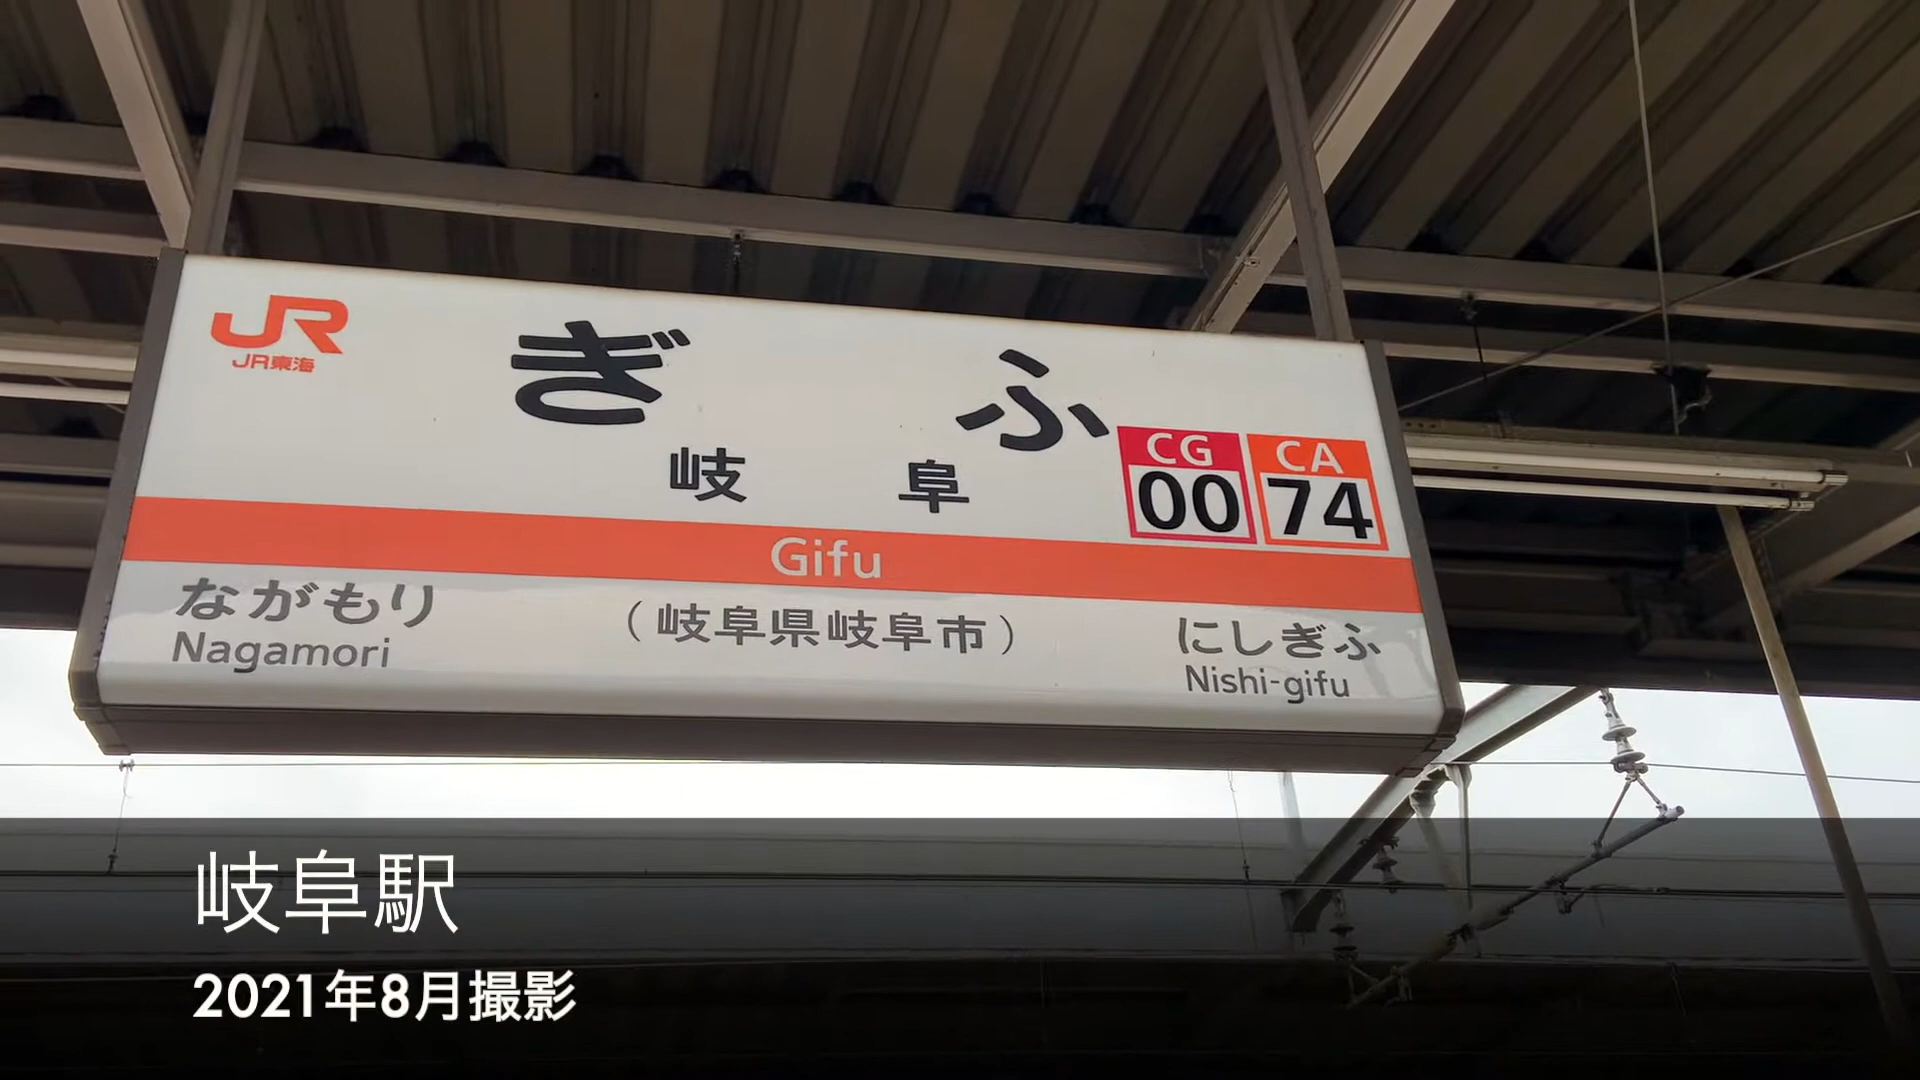 JR
JR東海
ぎふ
岐阜
CG
00
CA
74
Gifu
ながもり
Nagamori
(岐阜県岐阜市)
にしぎふ
Nishi-gifu
岐阜駅
2021年8月撮影